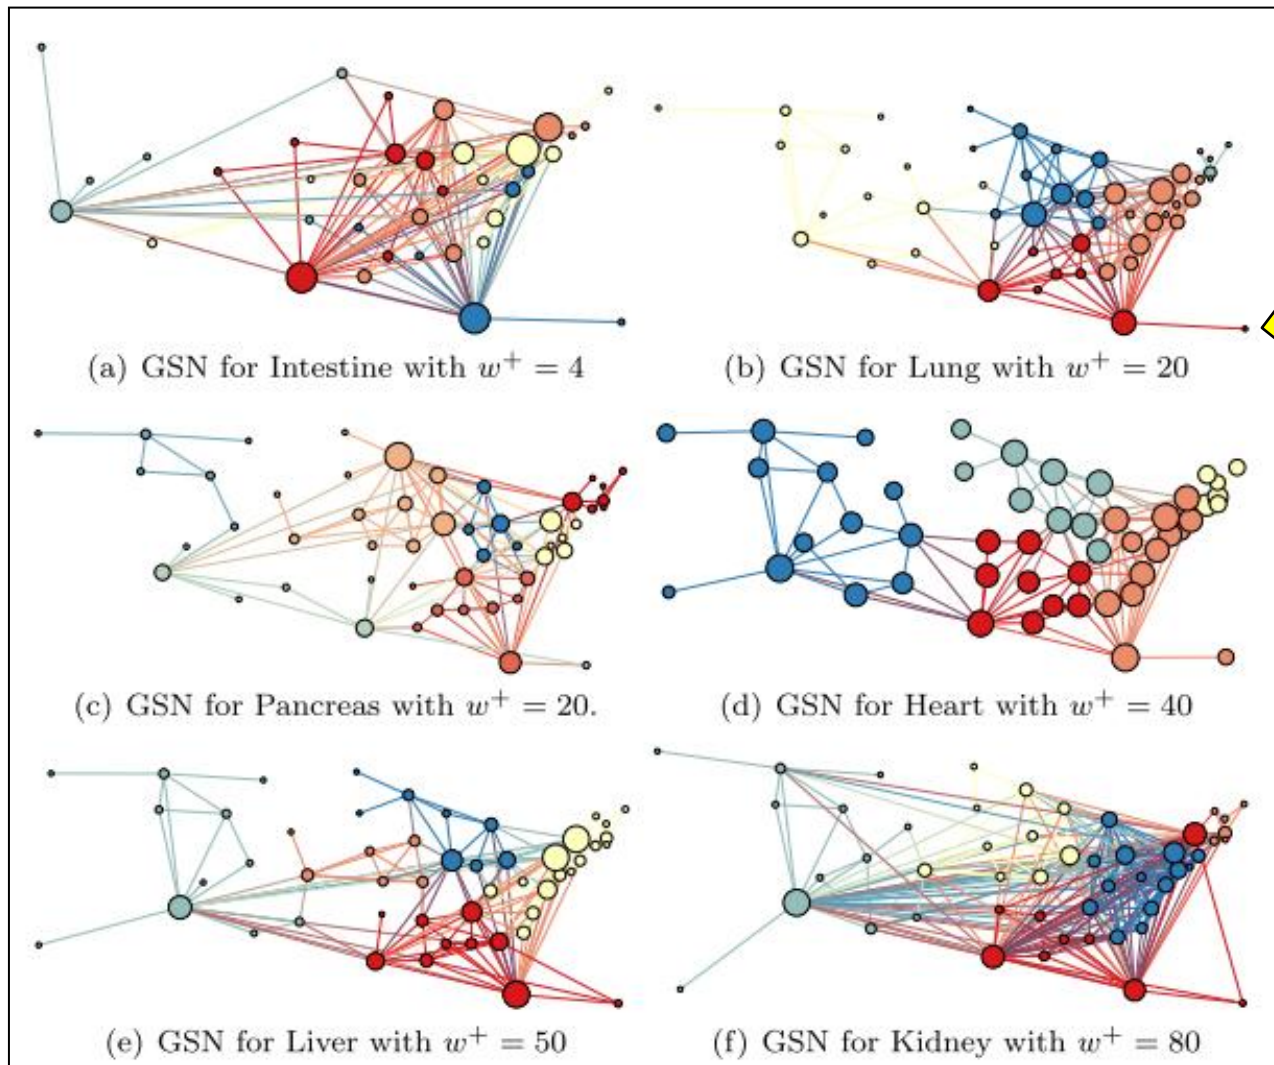 (a) GSN for Intestine with w⁺ = 4
(b) GSN for Lung with w⁺ = 20
(c) GSN for Pancreas with w⁺ = 20.
(d) GSN for Heart with w⁺ = 40
(e) GSN for Liver with w⁺ = 50
(f) GSN for Kidney with w⁺ = 80